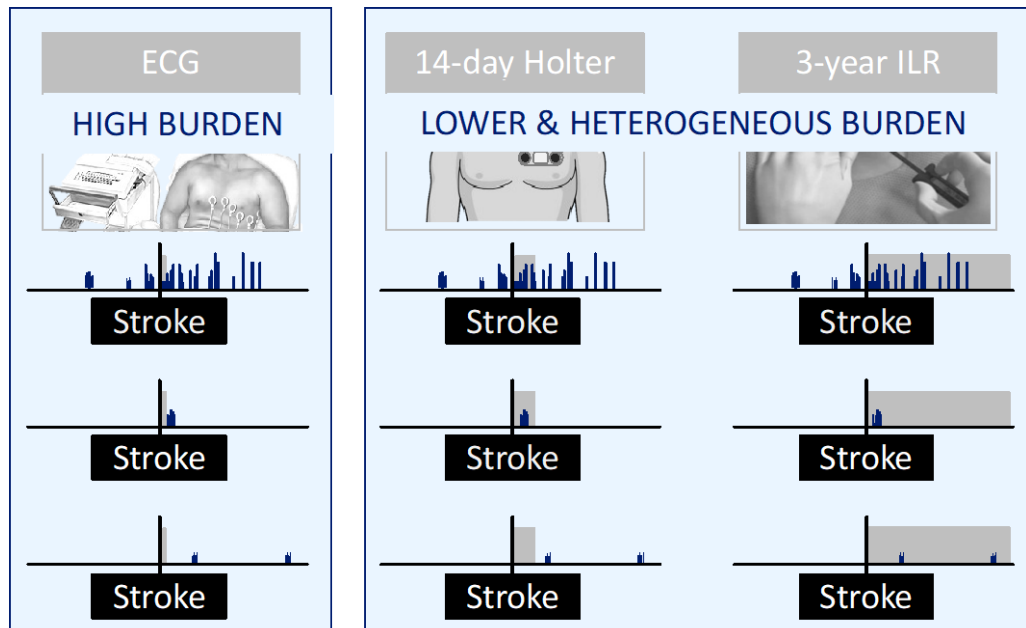 ECG
14-day Holter
3-year ILR
HIGH BURDEN
LOWER & HETEROGENEOUS BURDEN
Stroke
Stroke
Stroke
Stroke
Stroke
Stroke
Stroke
Stroke
Stroke